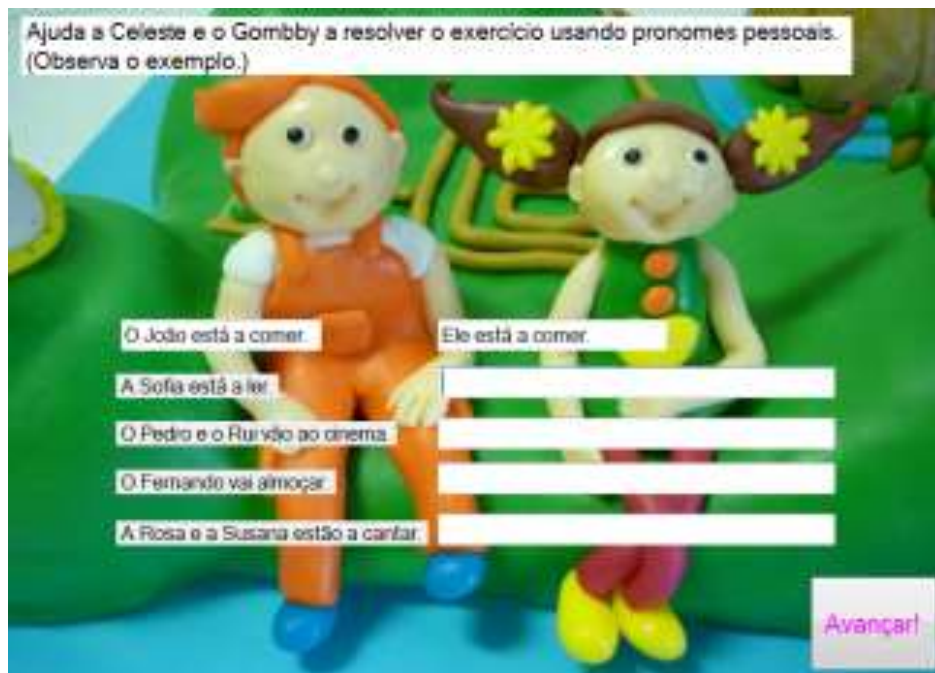 Ajuda a Celeste e o Gombby a resolver o exercício usando pronomes pessoais.
(Observa o exemplo.)
O João está a comer.
Ele está a comer.
A Sofia está a ler.
O Pedro e o Rui vão ao cinema.
O Fernando vai almoçar.
A Rosa e a Susana estão a cantar.
Avançar!